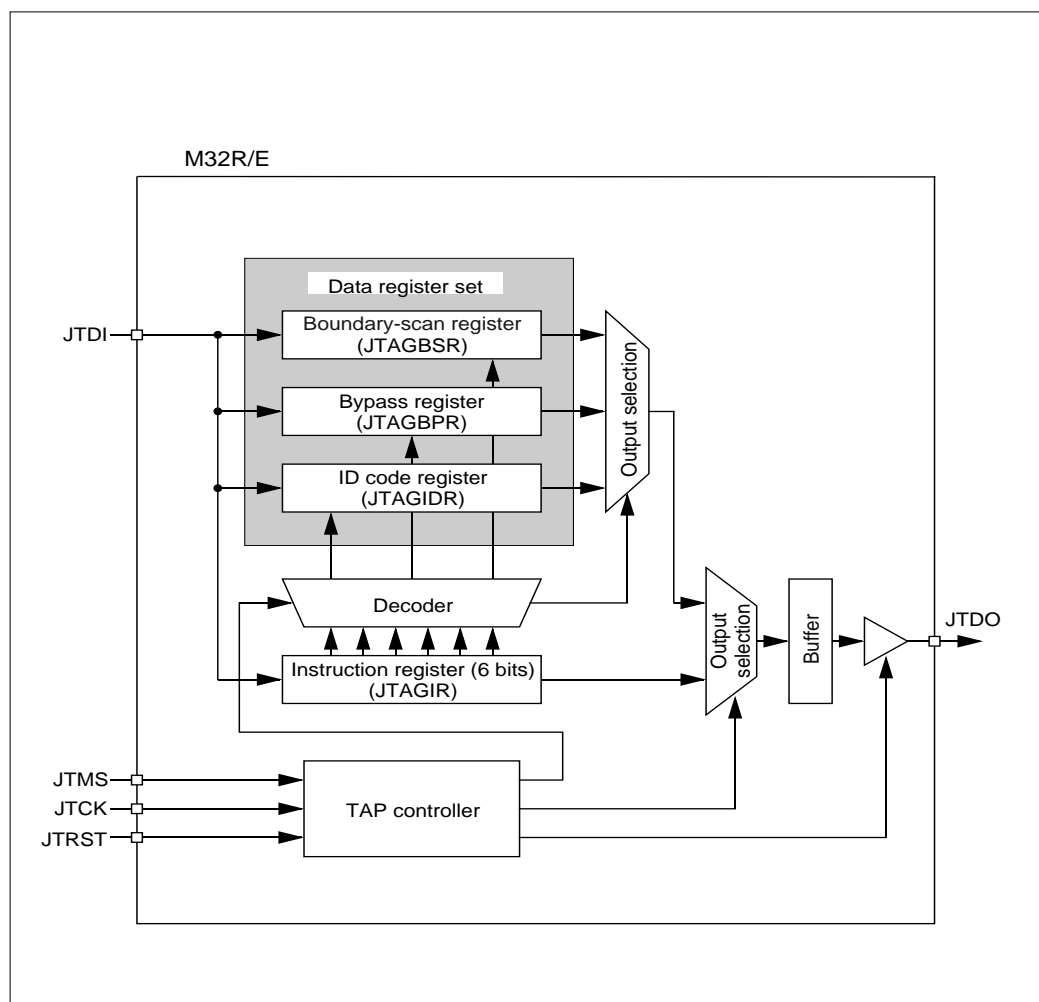 M32R/E
Data register set
JTDI
Boundary-scan register
(JTAGBSR)
Bypass register
(JTAGBPR)
ID code register
(JTAGIDR)
Output selection
Decoder
Instruction register (6 bits)
(JTAGIR)
Output
selection
Buffer
JTDO
JTMS
JTCK
JTRST
TAP controller